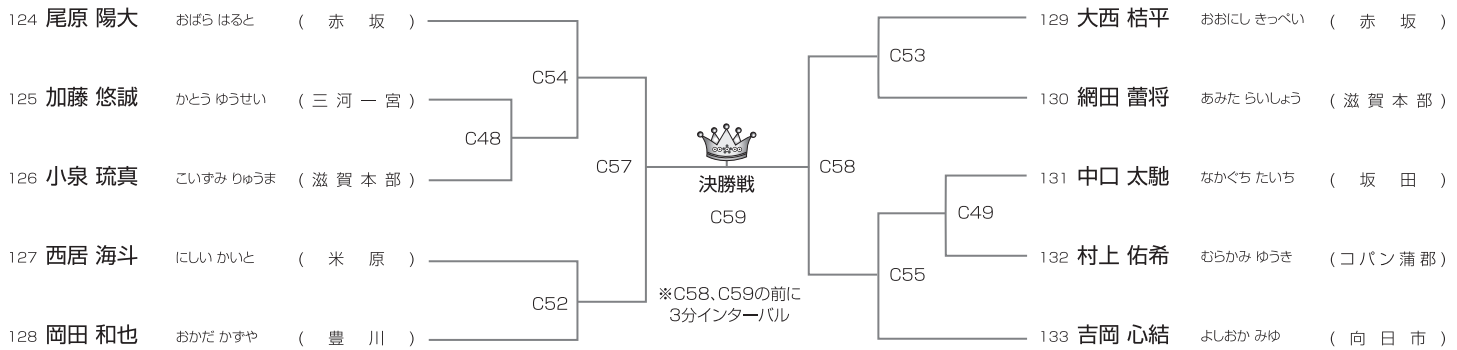 124 尾原 陽大 おばら はると (赤坂)
125 加藤 悠誠 かとう ゆうせい (三河一宮)
126 小泉 琉真 こいずみ りゅうま (滋賀本部)
127 西居 海斗 にしい かいと (米原)
128 岡田 和也 おかだ かずや (豊川)
C54
C48
C57
C52
決勝戦
C59
※C58、C59の前に
3分インターバル
C58
C53
C49
C55
129 大西 桔平 おおにし きっぺい (赤坂)
130 網田 蕾将 あみた らいしょう (滋賀本部)
131 中口 太馳 なかぐち たいち (坂田)
132 村上 佑希 むらかみ ゆうき (コパン蒲郡)
133 吉岡 心結 よしおか みゆ (向日市)